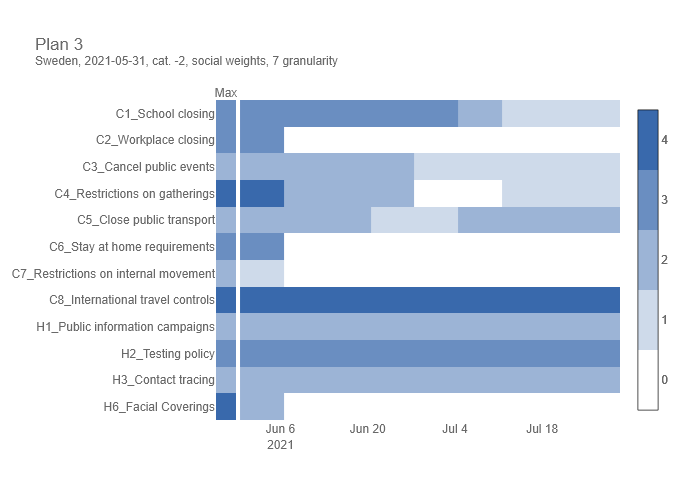 Plan 3
Sweden, 2021-05-31, cat. -2, social weights, 7 granularity
Max
C1_School closing
C2_Workplace closing
C3_Cancel public events
C4_Restrictions on gatherings
C5_Close public transport
C6_Stay at home requirements
C7_Restrictions on internal movement
C8_International travel controls
H1_Public information campaigns
H2_Testing policy
H3_Contact tracing
H6_Facial Coverings
Jun 6 Jun 20 Jul 4 Jul 18
2021
4
3
2
1
0